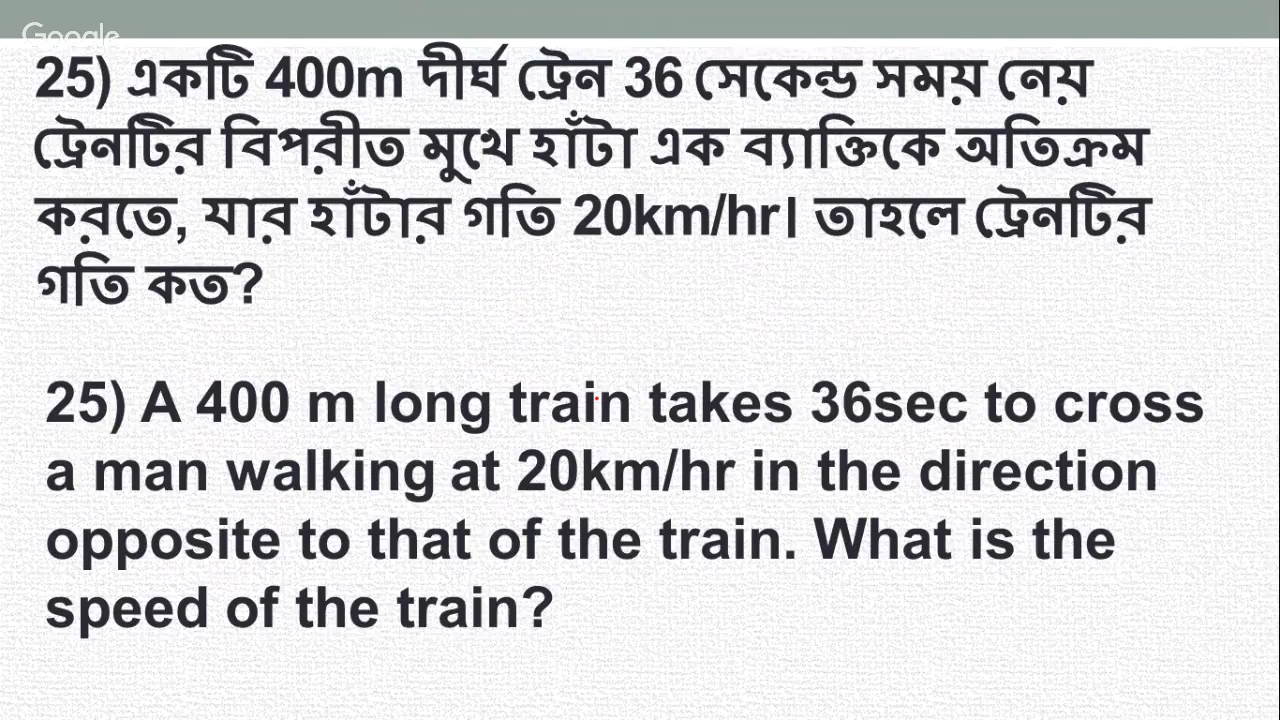 Google
25) একটি 400m দীর্ঘ ট্রেন 36 সেকেন্ড সময় নেয়
ট্রেনটির বিপরীত মুখে হাঁটা এক ব্যাক্তিকে অতিক্রম
করতে, যার হাঁটার গতি 20km/hr। তাহলে ট্রেনটির
গতি কত?
25) A 400 m long train takes 36sec to cross
a man walking at 20km/hr in the direction
opposite to that of the train. What is the
speed of the train?